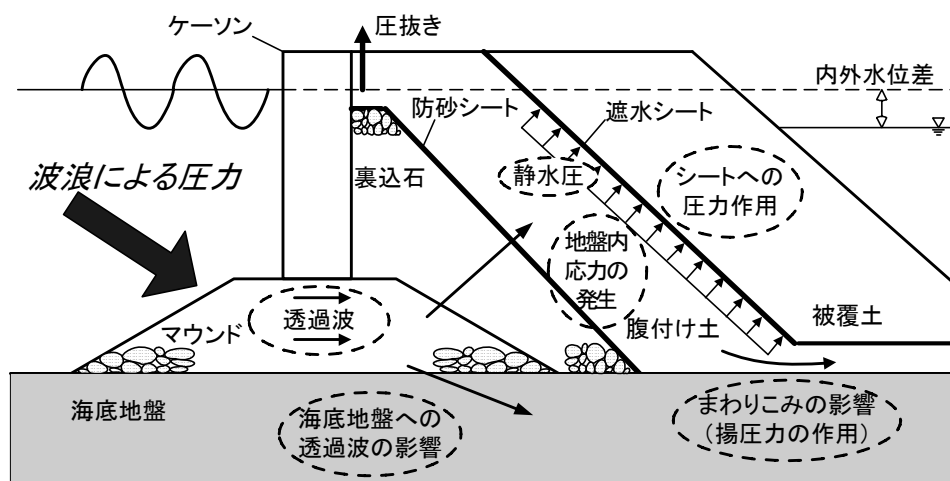 ケーソン
圧抜き
内外水位差
防砂シート
遮水シート
波浪による圧力
裏込石
静水圧
シートへの
圧力作用
地盤内
応力の
発生
透過波
マウンド
腹付け土
被覆土
海底地盤
海底地盤への
透過波の影響
まわりこみの影響
(揚圧力の作用)